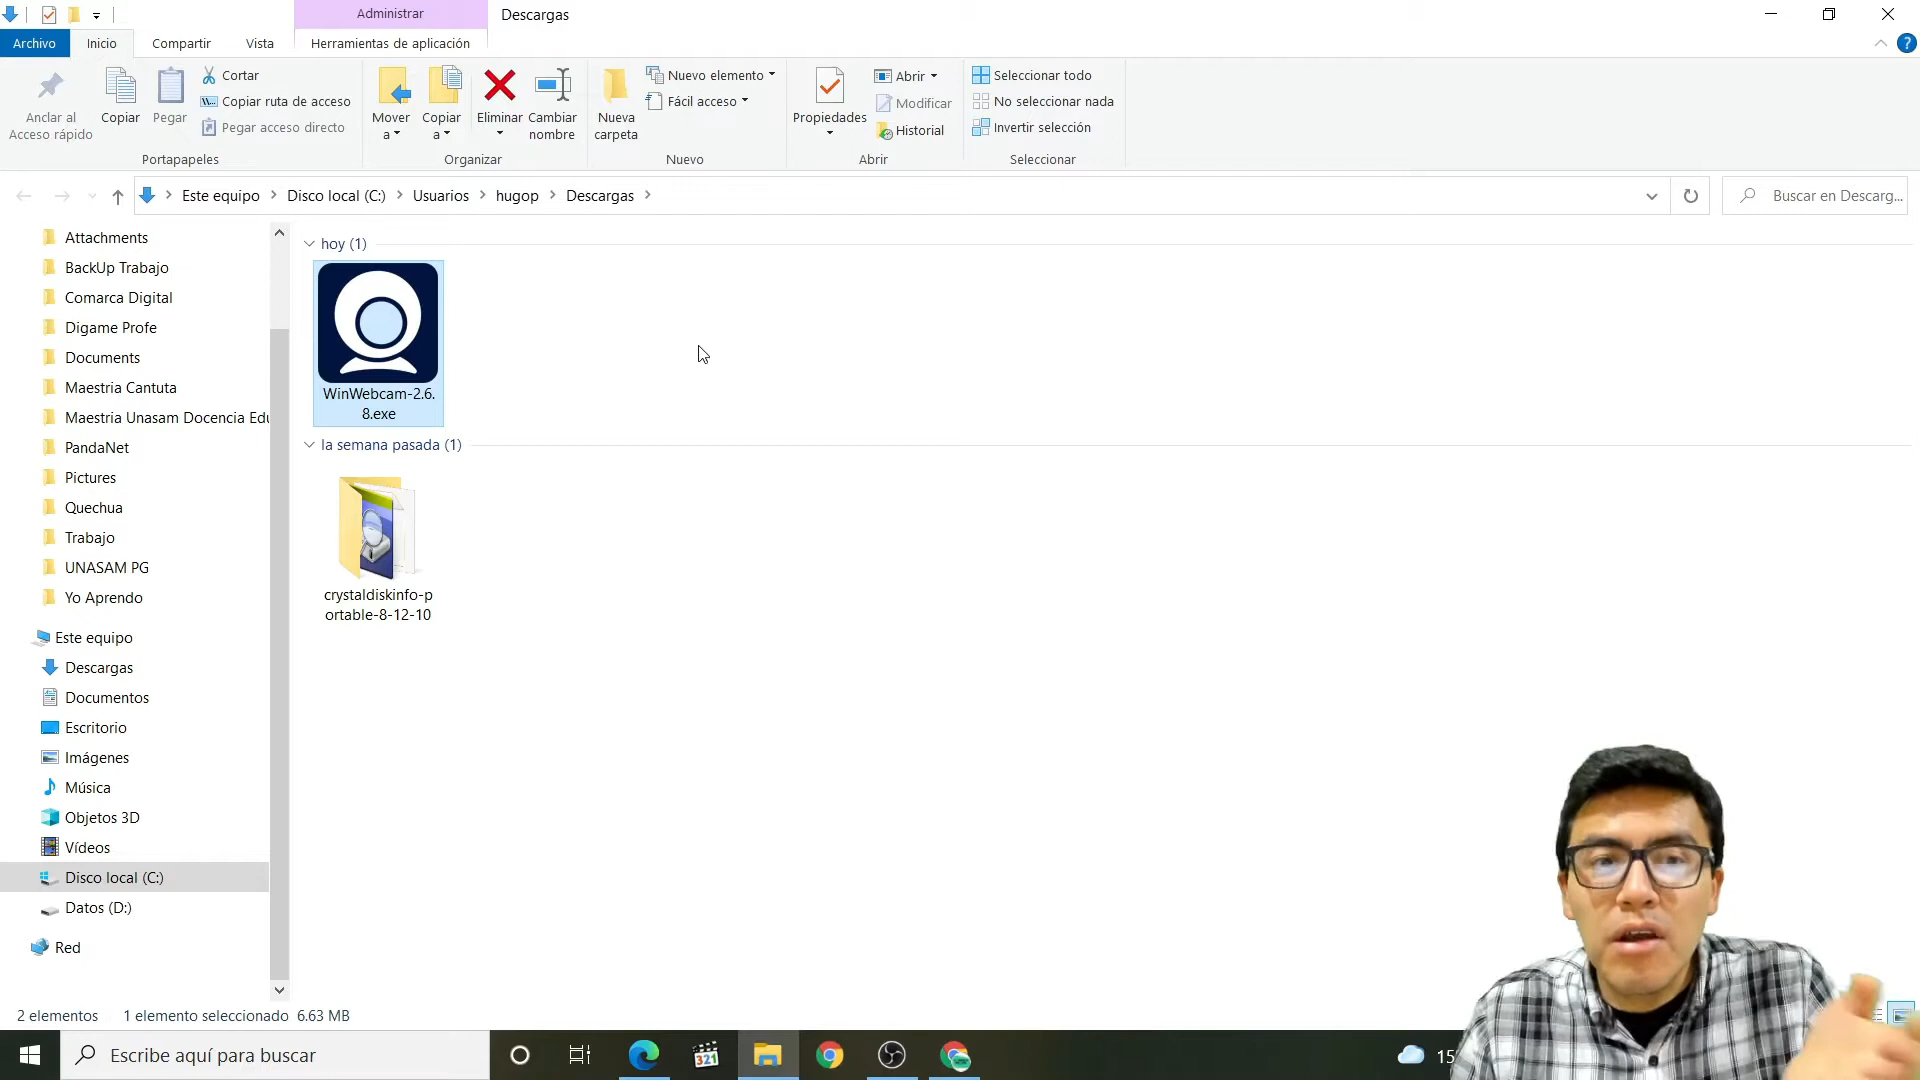 Administrar
Descargas
Archivo
Inicio
Compartir
Vista
Herramientas de aplicación
Anclar al
Acceso rápido
Copiar
Pegar
Cortar
Copiar ruta de acceso
Pegar acceso directo
Portapapeles
Mover
a
Copiar
a
Eliminar
Cambiar
nombre
Organizar
Nueva
carpeta
Nuevo elemento
Fácil acceso
Nuevo
Propiedades
Abrir
Modificar
Historial
Abrir
Seleccionar todo
No seleccionar nada
Invertir selección
Seleccionar
Este equipo > Disco local (C:) > Usuarios > hugop > Descargas >
Buscar en Descarg...
Attachments
BackUp Trabajo
Comarca Digital
Digame Profe
Documents
Maestria Cantuta
Maestria Unasam Docencia Edu
PandaNet
Pictures
Quechua
Trabajo
UNASAM PG
Yo Aprendo
Este equipo
Descargas
Documentos
Escritorio
Imágenes
Música
Objetos 3D
Vídeos
Disco local (C:)
Datos (D:)
Red
hoy (1)
WinWebcam-2.6.
8.exe
la semana pasada (1)
crystaldiskinfo-p
ortable-8-12-10
2 elementos
1 elemento seleccionado 6.63 MB
Escribe aquí para buscar
321
15